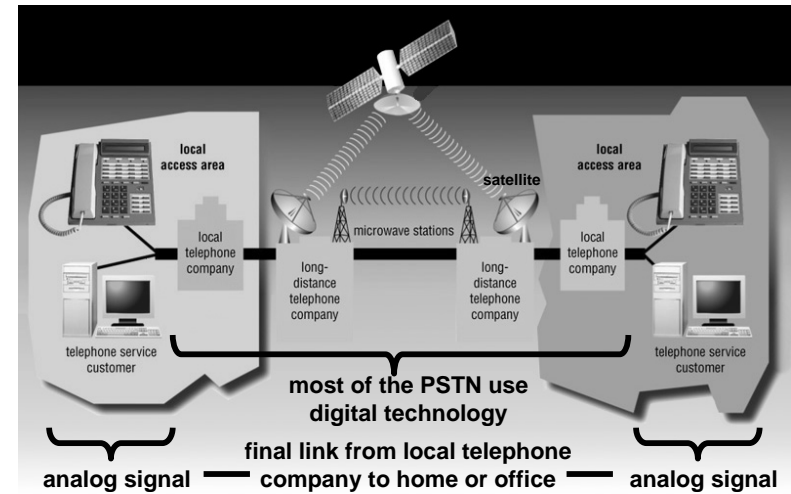 local
access area
local
telephone
company
telephone service
customer
satellite
microwave stations
long-
distance
telephone
company
long-
distance
telephone
company
local
access area
local
telephone
company
telephone service
customer
most of the PSTN use
digital technology
analog signal
final link from local telephone
company to home or office
analog signal